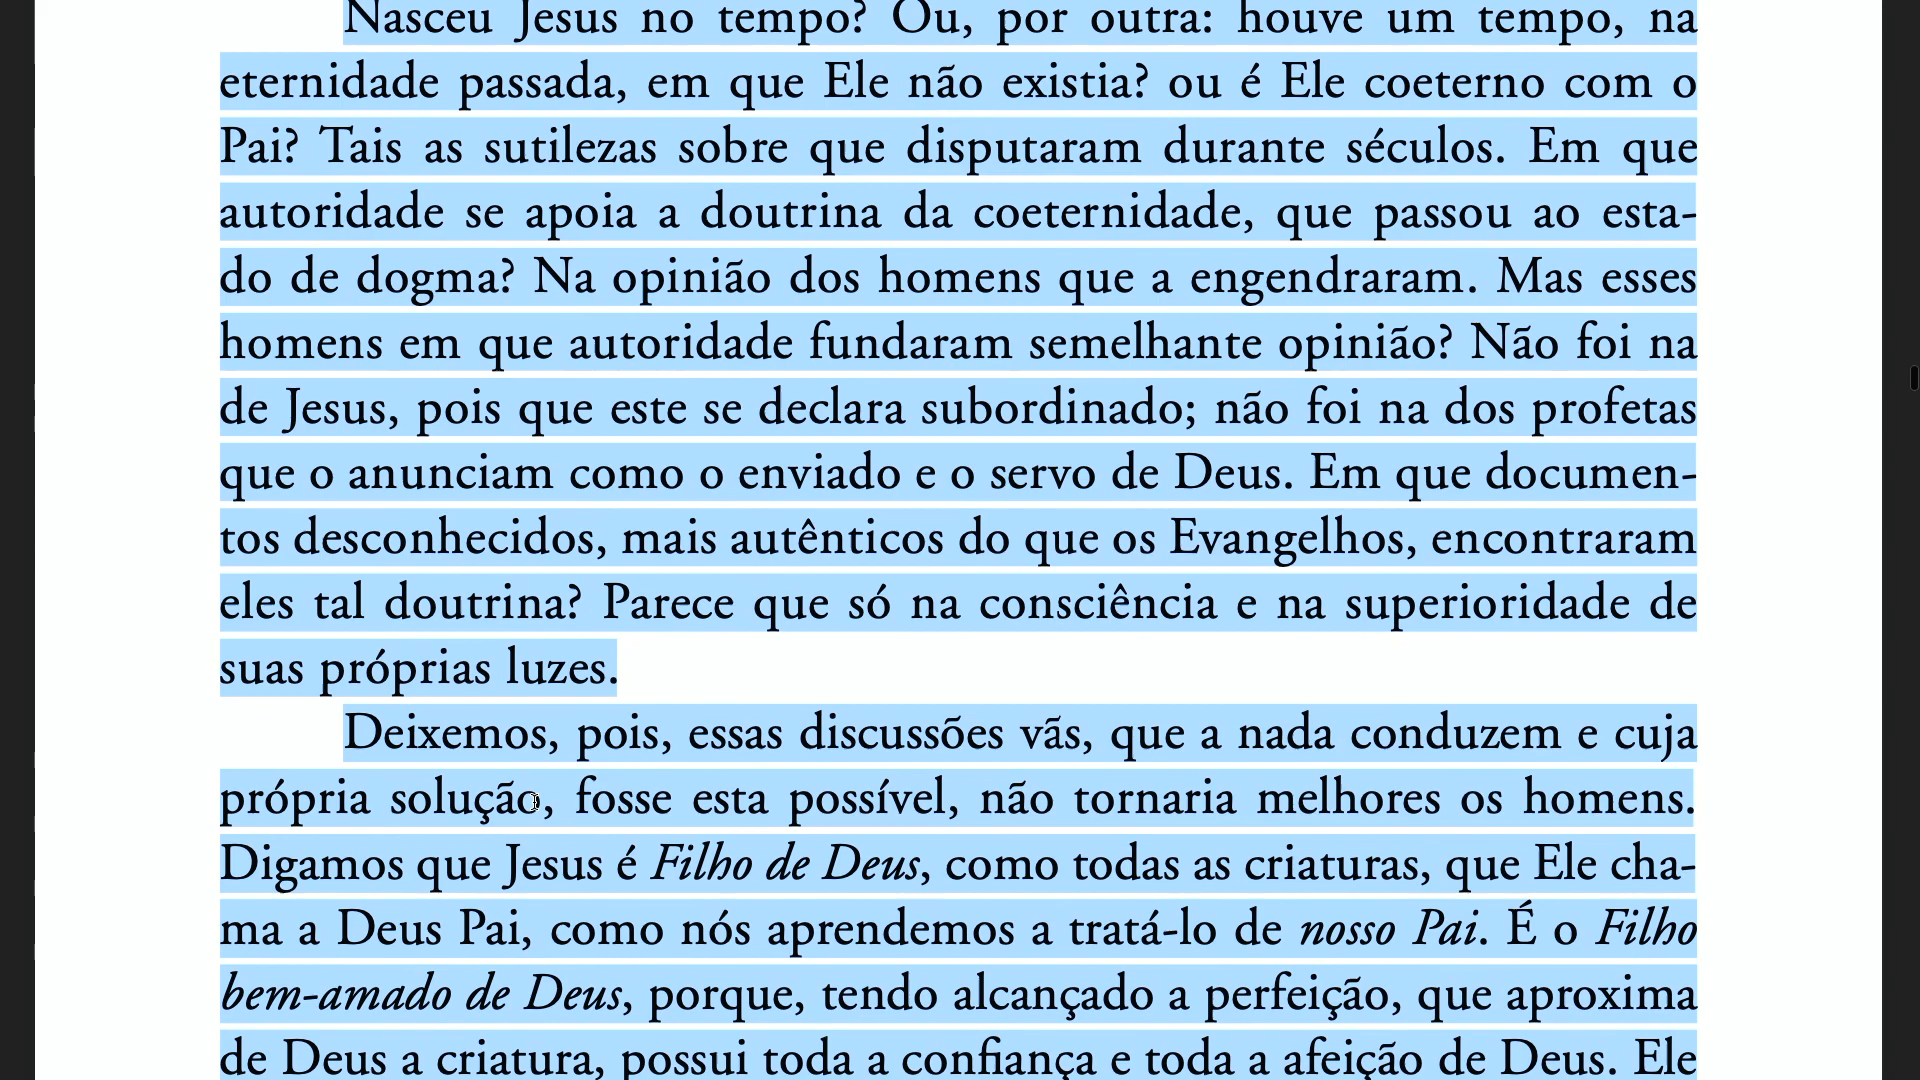 Nasceu Jesus no tempo? Ou, por outra: houve um tempo, na
eternidade passada, em que Ele não existia? ou é Ele coeterno com o
Pai? Tais as sutilezas sobre que disputaram durante séculos. Em que
autoridade se apoia a doutrina da coeternidade, que passou ao esta-
do de dogma? Na opinião dos homens que a engendraram. Mas esses
homens em que autoridade fundaram semelhante opinião? Não foi na
de Jesus, pois que este se declara subordinado; não foi na dos profetas
que o anunciam como o enviado e o servo de Deus. Em que documen-
tos desconhecidos, mais autênticos do que os Evangelhos, encontraram
eles tal doutrina? Parece que só na consciência e na superioridade de
suas próprias luzes.
Deixemos, pois, essas discussões vãs, que a nada conduzem e cuja
própria solução, fosse esta possível, não tornaria melhores os homens.
Digamos que Jesus é Filho de Deus, como todas as criaturas, que Ele cha-
ma a Deus Pai, como nós aprendemos a tratá-lo de nosso Pai. É o Filho
bem-amado de Deus, porque, tendo alcançado a perfeição, que aproxima
de Deus a criatura, possui toda a confiança e toda a afeição de Deus. Ele